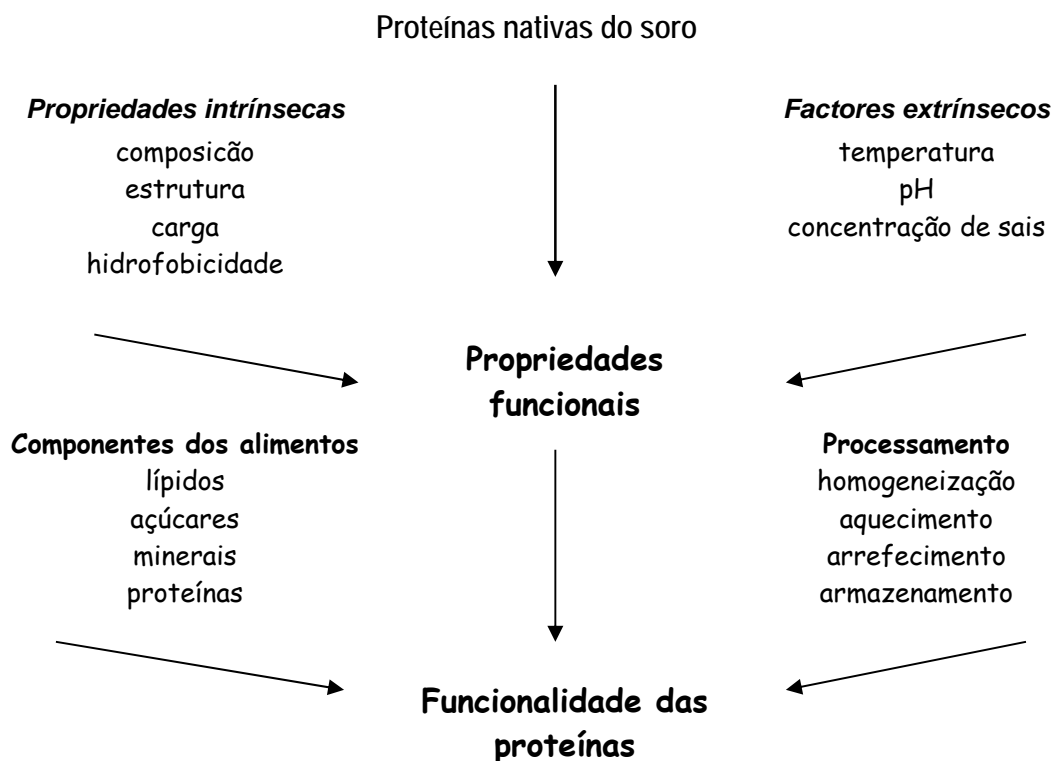 Proteínas nativas do soro
Propriedades intrínsecas
composicão
estrutura
carga
hidrofobicidade
Factores extrínsecos
temperatura
pH
concentração de sais
Propriedades
funcionais
Componentes dos alimentos
lípidos
açúcares
minerais
proteínas
Processamento
homogeneização
aquecimento
arrefecimento
armazenamento
Funcionalidade das
proteínas